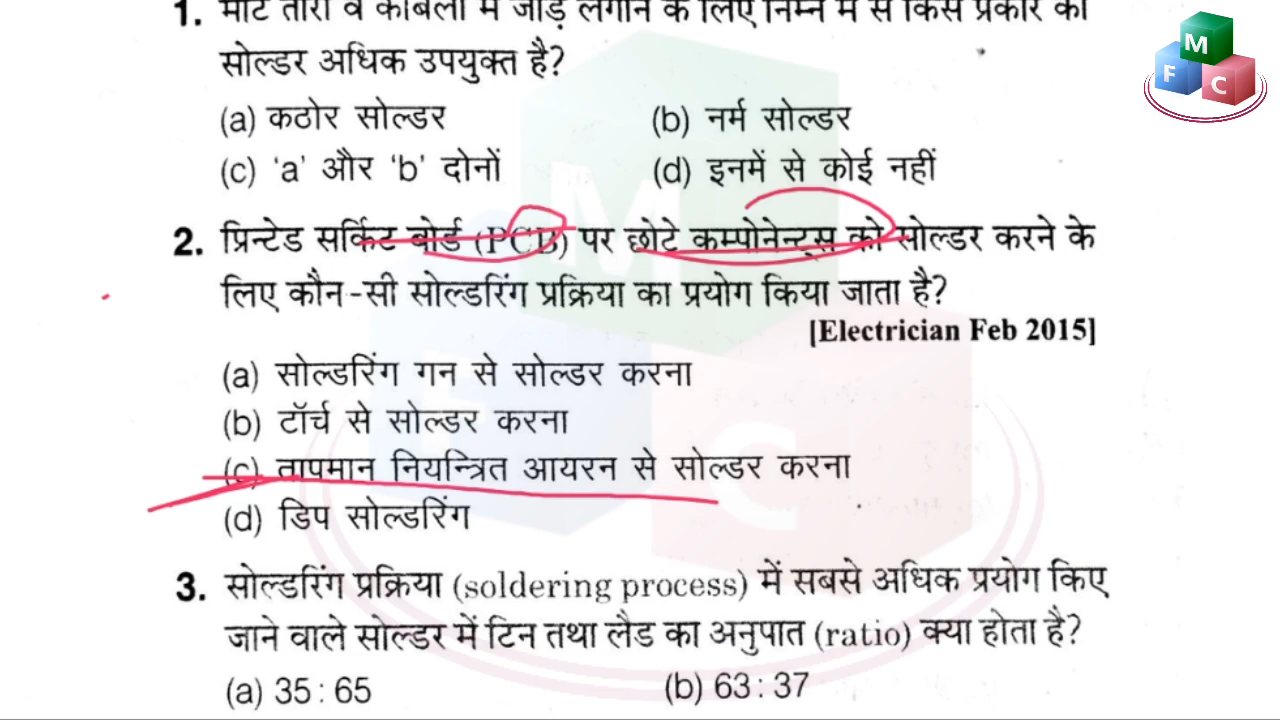 1. मोटे तारों व केबिलों में जोड़ लगाने के लिए निम्न में से किस प्रकार का
सोल्डर अधिक उपयुक्त है?
(a) कठोर सोल्डर (b) नर्म सोल्डर
(c) 'a' और 'b' दोनों (d) इनमें से कोई नहीं
2. प्रिन्टेड सर्किट बोर्ड (PCB) पर छोटे कम्पोनेन्ट्स को सोल्डर करने के
लिए कौन-सी सोल्डरिंग प्रक्रिया का प्रयोग किया जाता है?
[Electrician Feb 2015]
(a) सोल्डरिंग गन से सोल्डर करना
(b) टॉर्च से सोल्डर करना
(c) तापमान नियन्त्रित आयरन से सोल्डर करना
(d) डिप सोल्डरिंग
3. सोल्डरिंग प्रक्रिया (soldering process) में सबसे अधिक प्रयोग किए
जाने वाले सोल्डर में टिन तथा लैड का अनुपात (ratio) क्या होता है?
(a) 35 : 65 (b) 63 : 37
M
F
C
M
F
C